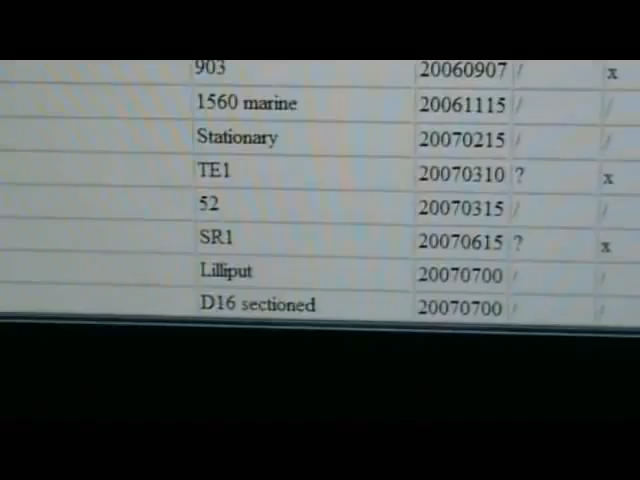 903 20060907 / x
1560 marine 20061115 / /
Stationary 20070215 / /
TE1 20070310 ? x
52 20070315 / /
SR1 20070615 ? x
Lilliput 20070700 / /
D16 sectioned 20070700 / /